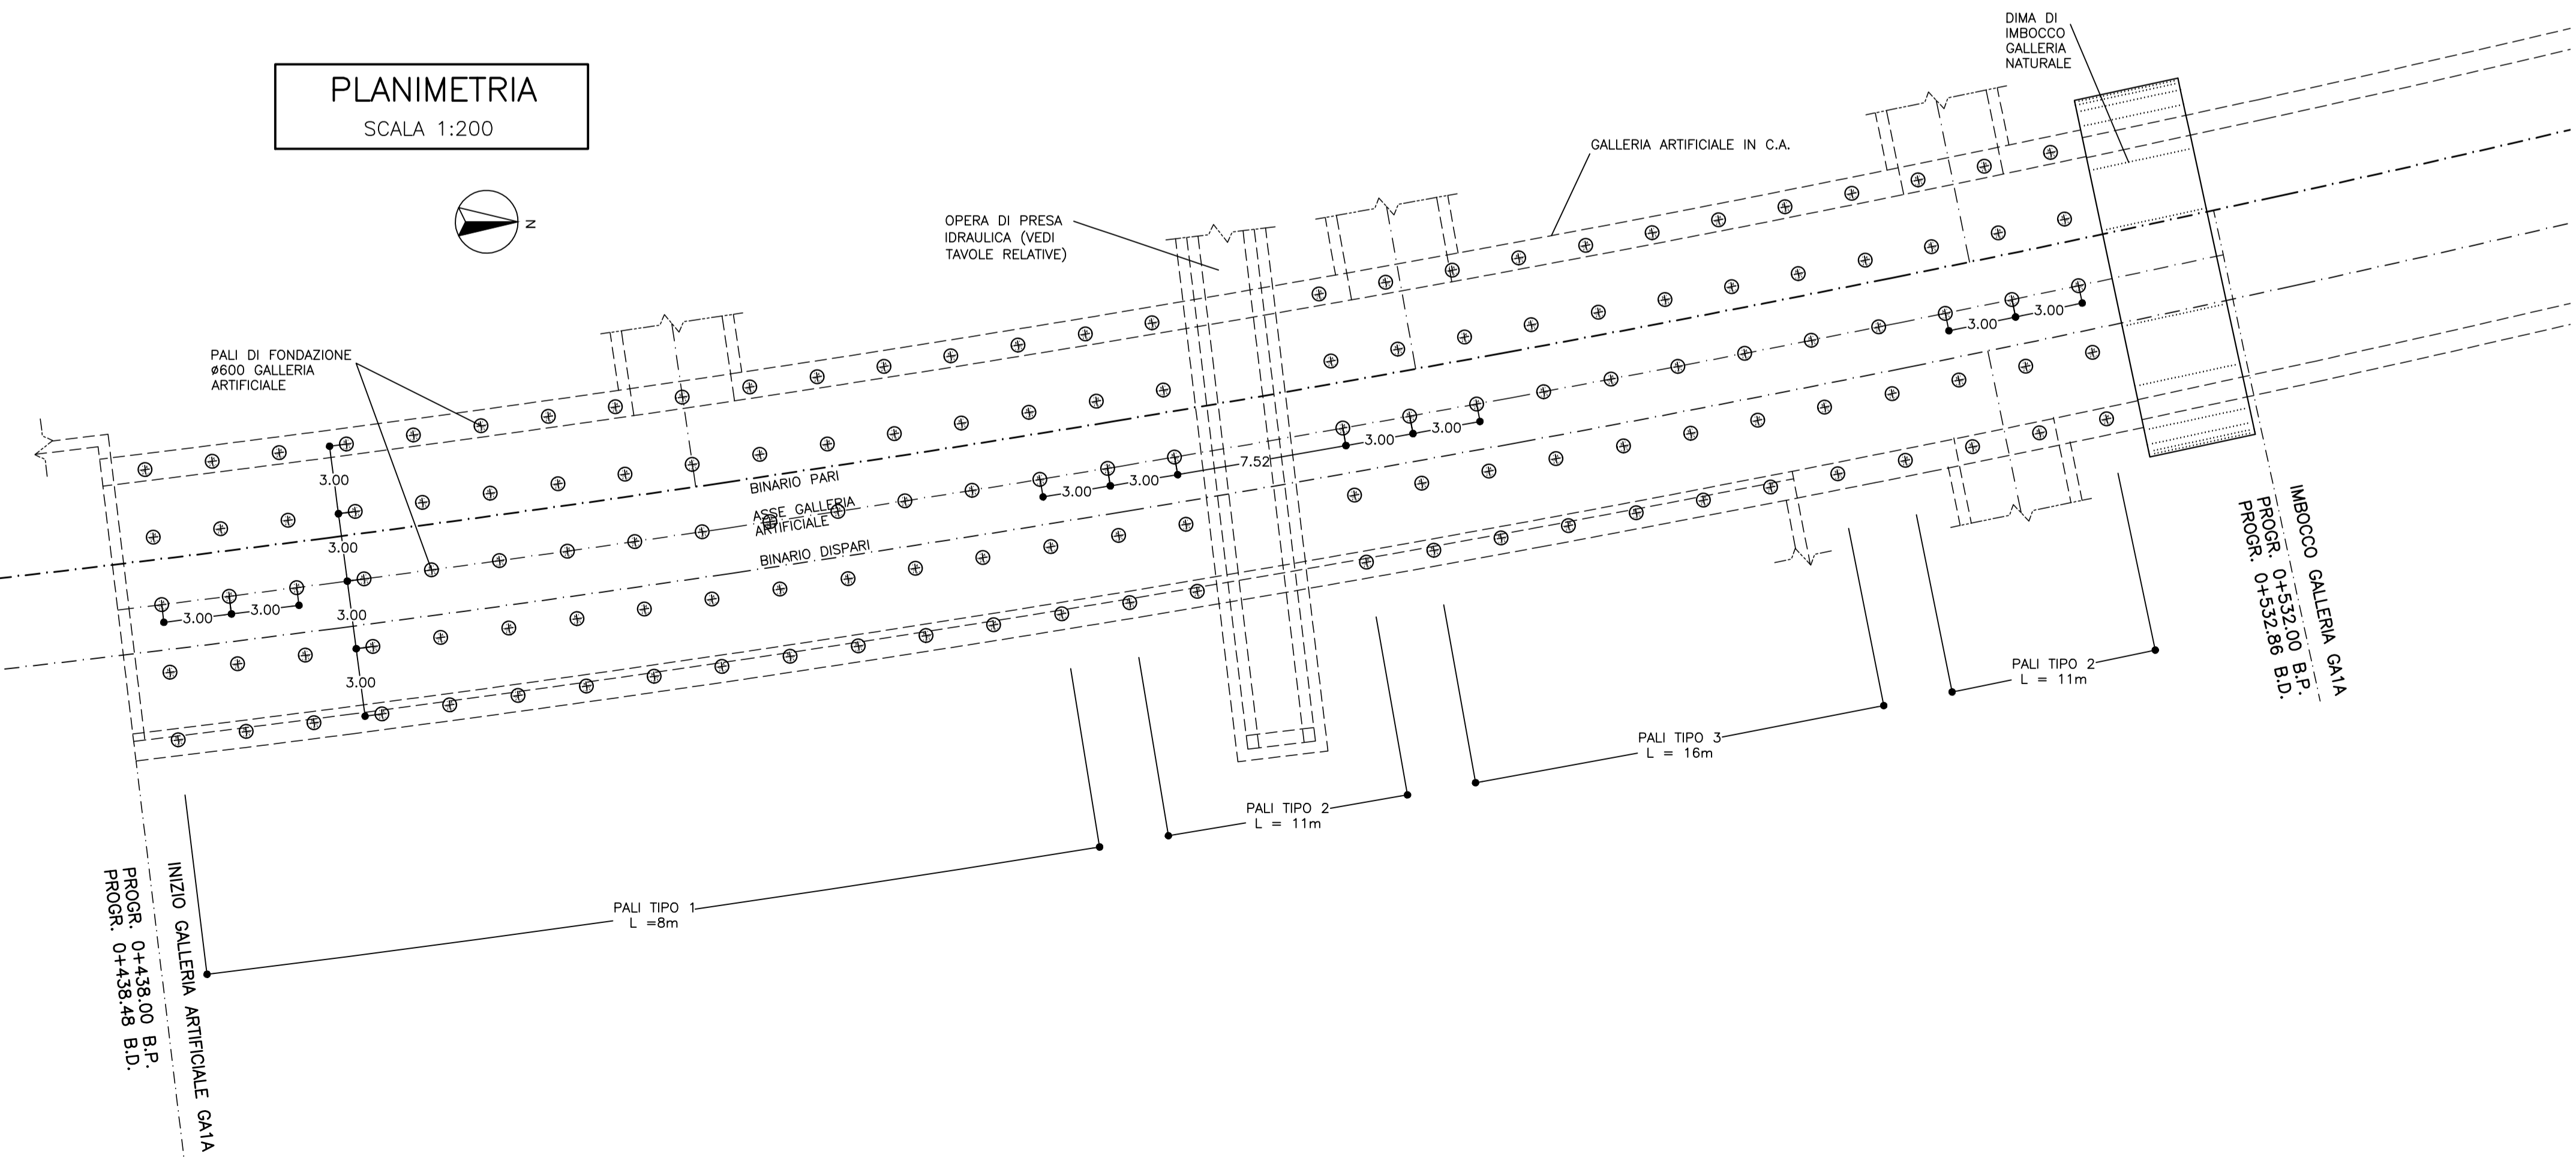 PLANIMETRIA
SCALA 1:200
N
DIMA DI
IMBOCCO
GALLERIA
NATURALE
GALLERIA ARTIFICIALE IN C.A.
OPERA DI PRESA
IDRAULICA (VEDI
TAVOLE RELATIVE)
PALI DI FONDAZIONE
ø600 GALLERIA
ARTIFICIALE
3.00
3.00
3.00
3.00
3.00
3.00
BINARIO PARI
ASSE GALLERIA
ARTIFICIALE
BINARIO DISPARI
3.00
3.00
7.52
3.00
3.00
3.00
3.00
PALI TIPO 1
L =8m
PALI TIPO 2
L = 11m
PALI TIPO 3
L = 16m
PALI TIPO 2
L = 11m
INIZIO GALLERIA ARTIFICIALE GA1A
PROGR. 0+438.00 B.P.
PROGR. 0+438.48 B.D.
IMBOCCO GALLERIA GA1A
PROGR. 0+532.00 B.P.
PROGR. 0+532.86 B.D.